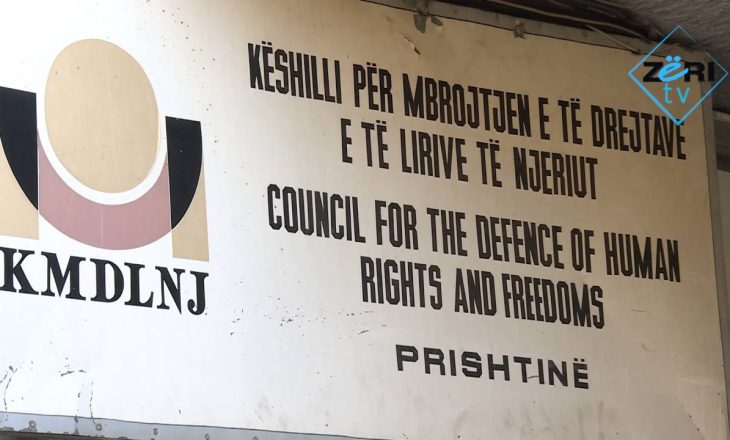 KËSHILLI PËR MBROJTJEN E TË DREJTAVE
E TË LIRIVE TË NJERIUT
COUNCIL FOR THE DEFENCE OF HUMAN
RIGHTS AND FREEDOMS
PRISHTINË
KMDLNJ
ZËRI
tv